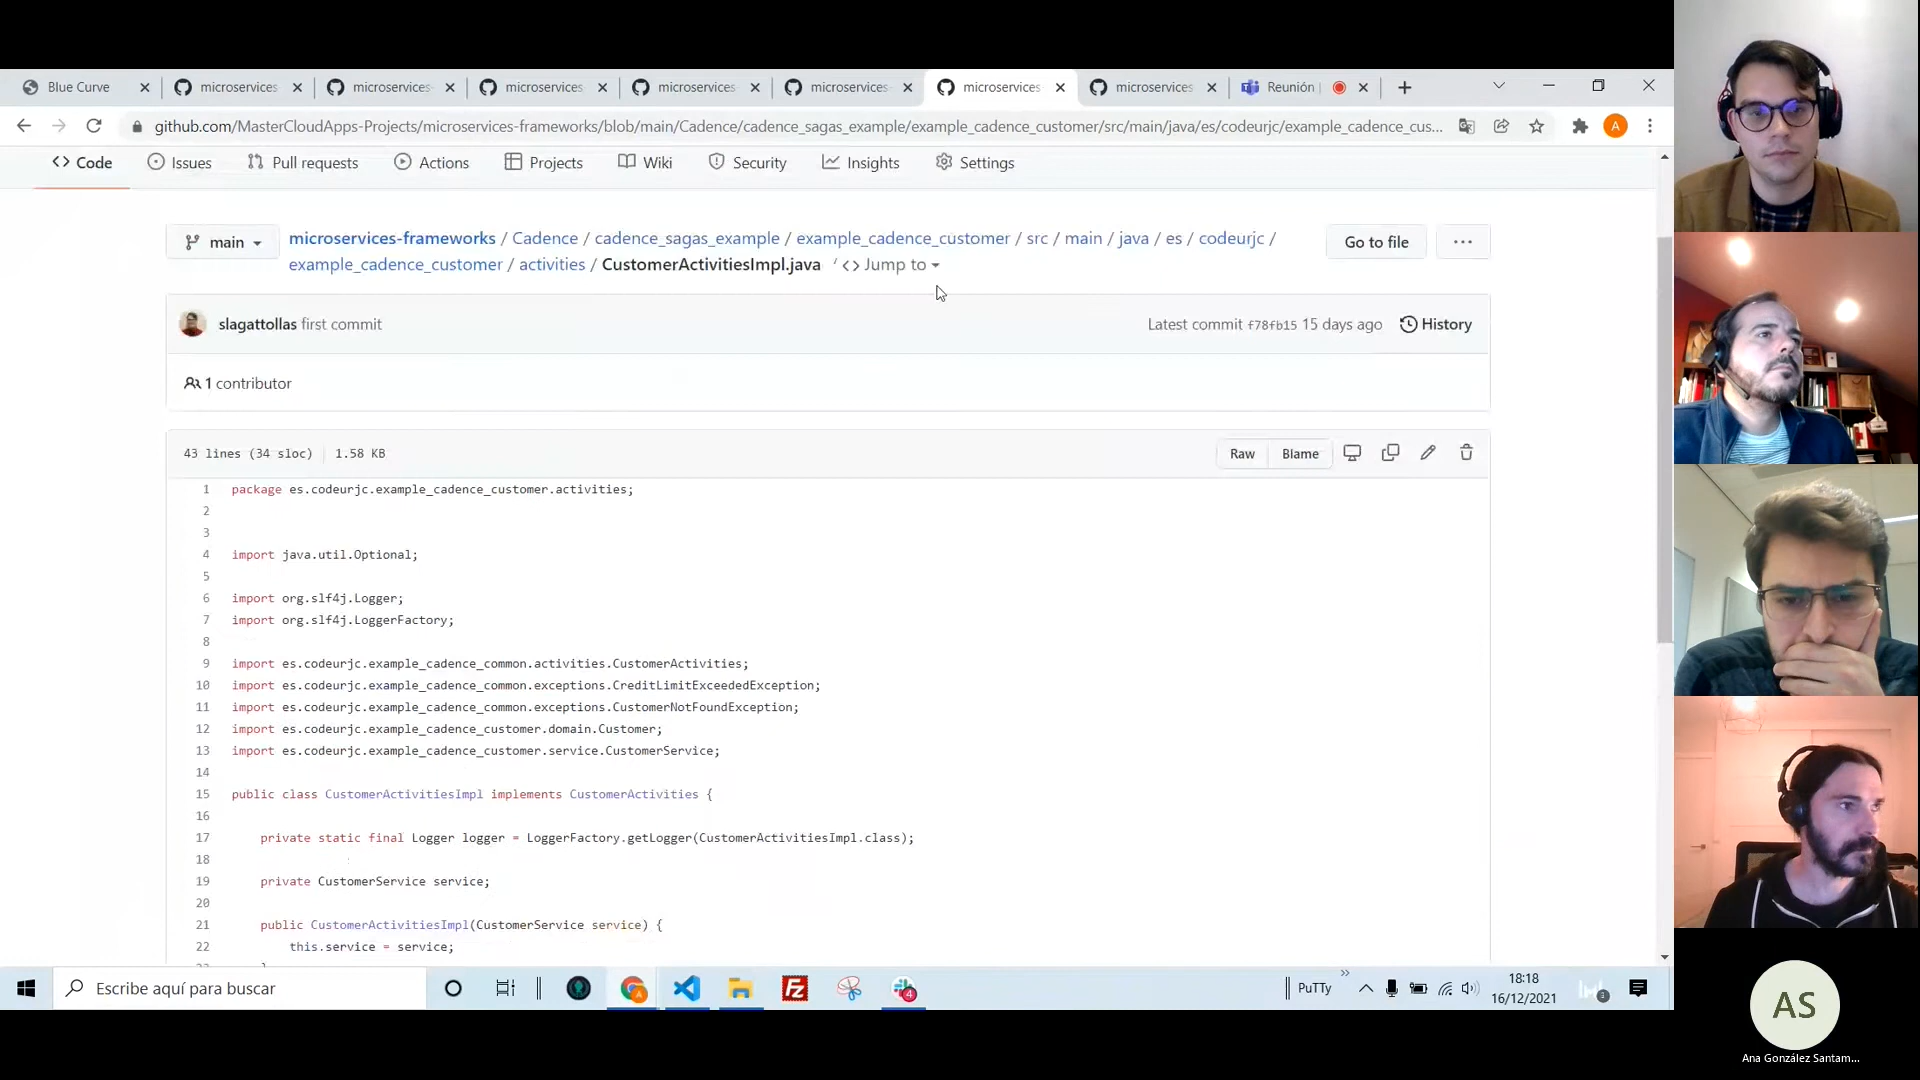 Blue Curve
microservices
microservices-
microservices
microservices
microservices-
microservices
microservices
Reunión
github.com/MasterCloudApps-Projects/microservices-frameworks/blob/main/Cadence/cadence_sagas_example/example_cadence_customer/src/main/java/es/codeurjc/example_cadence_cus...
A
Code
Issues
Pull requests
Actions
Projects
Wiki
Security
Insights
Settings
main
microservices-frameworks / Cadence / cadence_sagas_example / example_cadence_customer / src / main / java / es / codeurjc /
example_cadence_customer / activities / CustomerActivitiesImpl.java / <> Jump to
Go to file
...
slagattollas first commit
Latest commit f78fb15 15 days ago
History
1 contributor
43 lines (34 sloc) 1.58 KB
Raw
Blame
1 package es.codeurjc.example_cadence_customer.activities;
2
3
4 import java.util.Optional;
5
6 import org.slf4j.Logger;
7 import org.slf4j.LoggerFactory;
8
9 import es.codeurjc.example_cadence_common.activities.CustomerActivities;
10 import es.codeurjc.example_cadence_common.exceptions.CreditLimitExceededException;
11 import es.codeurjc.example_cadence_common.exceptions.CustomerNotFoundException;
12 import es.codeurjc.example_cadence_customer.domain.Customer;
13 import es.codeurjc.example_cadence_customer.service.CustomerService;
14
15 public class CustomerActivitiesImpl implements CustomerActivities {
16
17 private static final Logger logger = LoggerFactory.getLogger(CustomerActivitiesImpl.class);
18
19 private CustomerService service;
20
21 public CustomerActivitiesImpl(CustomerService service) {
22 this.service = service;
Escribe aquí para buscar
PuTTy
18:18
16/12/2021
AS
Ana González Santam...